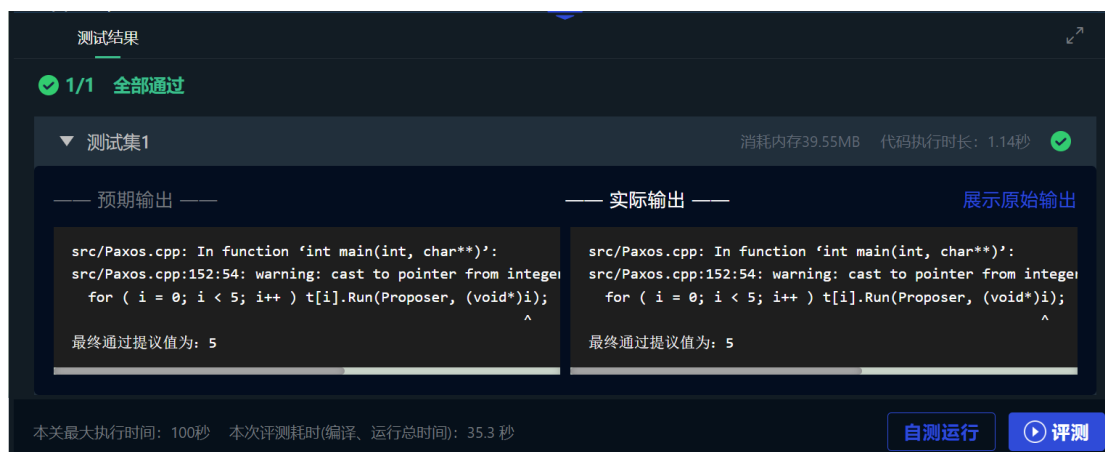 测试结果
1/1 全部通过
测试集1
消耗内存39.55MB 代码执行时长：1.14秒
—— 预期输出 ——
—— 实际输出 ——
展示原始输出
src/Paxos.cpp: In function ‘int main(int, char**)’:
src/Paxos.cpp:152:54: warning: cast to pointer from integer
for ( i = 0; i < 5; i++ ) t[i].Run(Proposer, (void*)i);
^
最终通过提议值为：5
src/Paxos.cpp: In function ‘int main(int, char**)’:
src/Paxos.cpp:152:54: warning: cast to pointer from integer
for ( i = 0; i < 5; i++ ) t[i].Run(Proposer, (void*)i);
^
最终通过提议值为：5
本关最大执行时间：100秒 本次评测耗时(编译、运行总时间)：35.3 秒
自测运行
评测